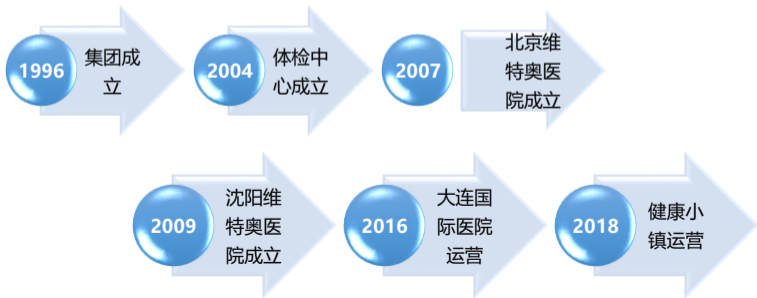 1996
集团成
立
2004
体检中
心成立
2007
北京维
特奥医
院成立
2009
沈阳维
特奥医
院成立
2016
大连国
际医院
运营
2018
健康小
镇运营